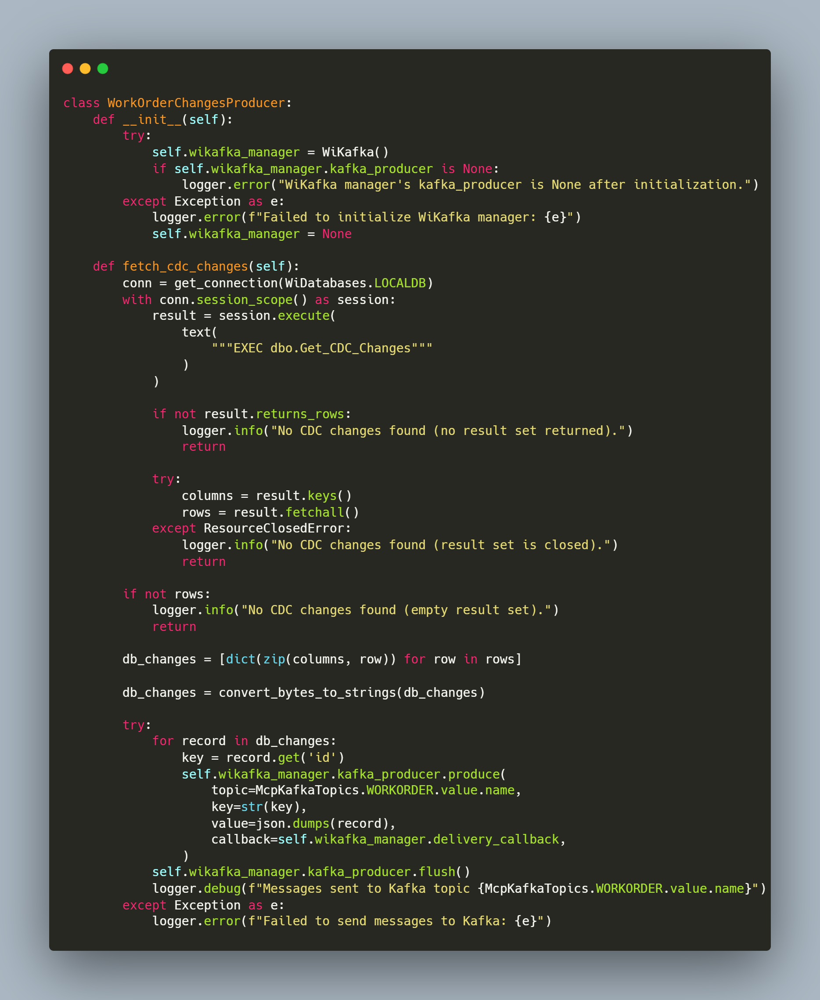 class WorkOrderChangesProducer:
    def __init__(self):
        try:
            self.wikafka_manager = WiKafka()
            if self.wikafka_manager.kafka_producer is None:
                logger.error("WiKafka manager's kafka_producer is None after initialization.")
        except Exception as e:
            logger.error(f"Failed to initialize WiKafka manager: {e}")
            self.wikafka_manager = None

    def fetch_cdc_changes(self):
        conn = get_connection(WiDatabases.LOCALDB)
        with conn.session_scope() as session:
            result = session.execute(
                text(
                    """EXEC dbo.Get_CDC_Changes"""
                )
            )

            if not result.returns_rows:
                logger.info("No CDC changes found (no result set returned).")
                return

            try:
                columns = result.keys()
                rows = result.fetchall()
            except ResourceClosedError:
                logger.info("No CDC changes found (result set is closed).")
                return

        if not rows:
            logger.info("No CDC changes found (empty result set).")
            return

        db_changes = [dict(zip(columns, row)) for row in rows]

        db_changes = convert_bytes_to_strings(db_changes)

        try:
            for record in db_changes:
                key = record.get('id')
                self.wikafka_manager.kafka_producer.produce(
                    topic=McpKafkaTopics.WORKORDER.value.name,
                    key=str(key),
                    value=json.dumps(record),
                    callback=self.wikafka_manager.delivery_callback,
                )
            self.wikafka_manager.kafka_producer.flush()
            logger.debug(f"Messages sent to Kafka topic {McpKafkaTopics.WORKORDER.value.name}")
        except Exception as e:
            logger.error(f"Failed to send messages to Kafka: {e}")